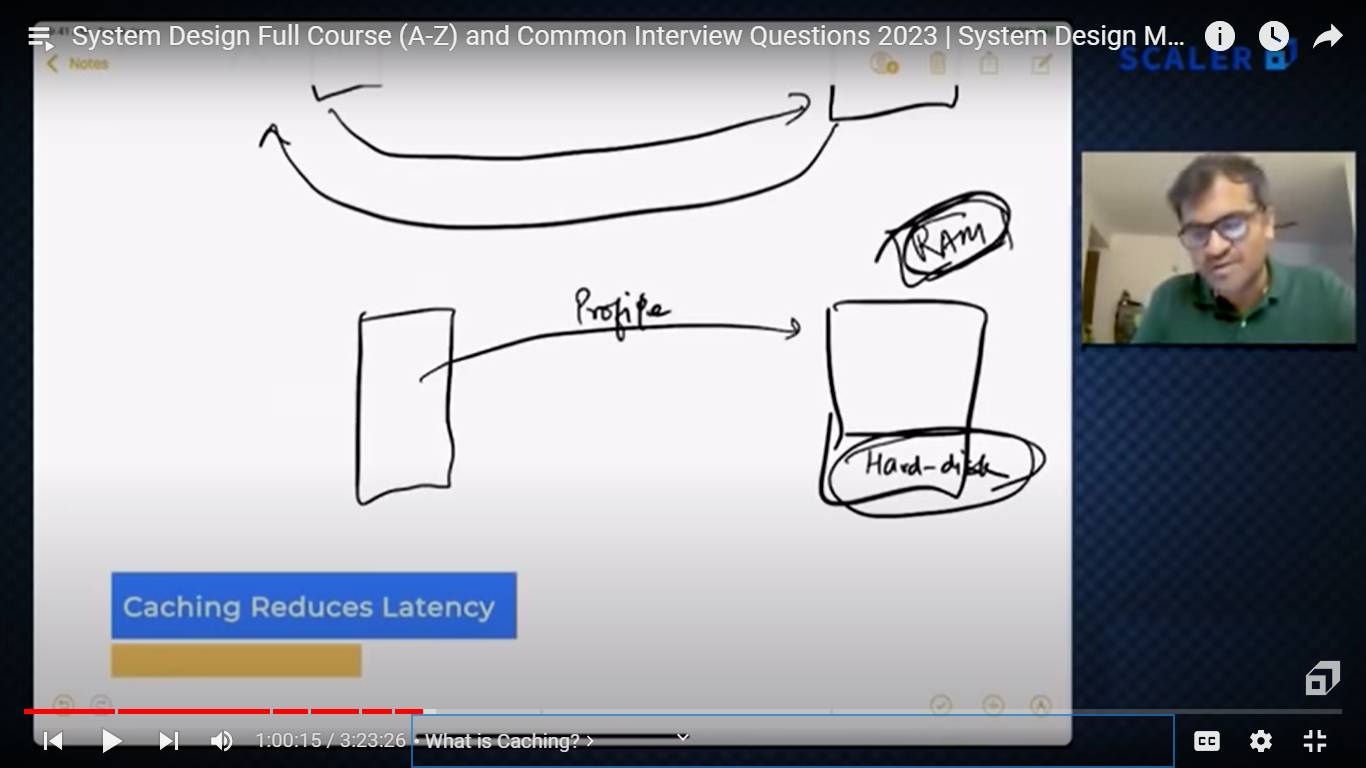 System Design Full Course (A-Z) and Common Interview Questions 2023 | System Design M...
Notes
SCALER
RAM
Profile
Hard-disk
Caching Reduces Latency
1:00:15 / 3:23:26 • What is Caching?
CC